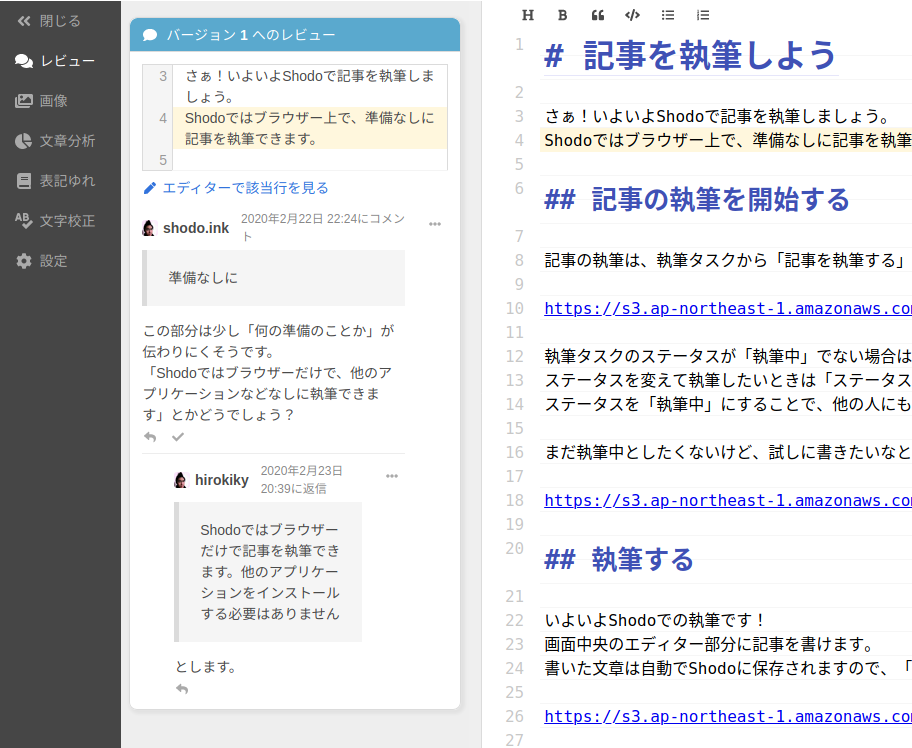 閉じる
レビュー
画像
文章分析
表記ゆれ
文字校正
設定
バージョン 1 へのレビュー
3 さぁ！いよいよShodoで記事を執筆しま
しょう。
4 Shodoではブラウザー上で、準備なしに
記事を執筆できます。
5
エディターで該当行を見る
shodo.ink 2020年2月22日 22:24にコメン
ト
準備なしに
この部分は少し「何の準備のことか」が
伝わりにくそうです。
「Shodoではブラウザーだけで、他のア
プリケーションなどなしに執筆できま
す」とかどうでしょう？
hirokiky 2020年2月23日
20:39に返信
Shodoではブラウザー
だけで記事を執筆でき
ます。他のアプリケー
ションをインストール
する必要はありません
とします。
H B
1 # 記事を執筆しよう
2
3 さぁ！いよいよShodoで記事を執筆しましょう。
4 Shodoではブラウザー上で、準備なしに記事を執筆
5
6 ## 記事の執筆を開始する
7
8 記事の執筆は、執筆タスクから「記事を執筆する」
9
10 https://s3.ap-northeast-1.amazonaws.co
11
12 執筆タスクのステータスが「執筆中」でない場合は
13 ステータスを変えて執筆したいときは「ステータス
14 ステータスを「執筆中」にすることで、他の人にも
15
16 まだ執筆中としたくないけど、試しに書きたいなと
17
18 https://s3.ap-northeast-1.amazonaws.co
19
20 ## 執筆する
21
22 いよいよShodoでの執筆です！
23 画面中央のエディター部分に記事を書けます。
24 書いた文章は自動でShodoに保存されますので、「
25
26 https://s3.ap-northeast-1.amazonaws.co
27